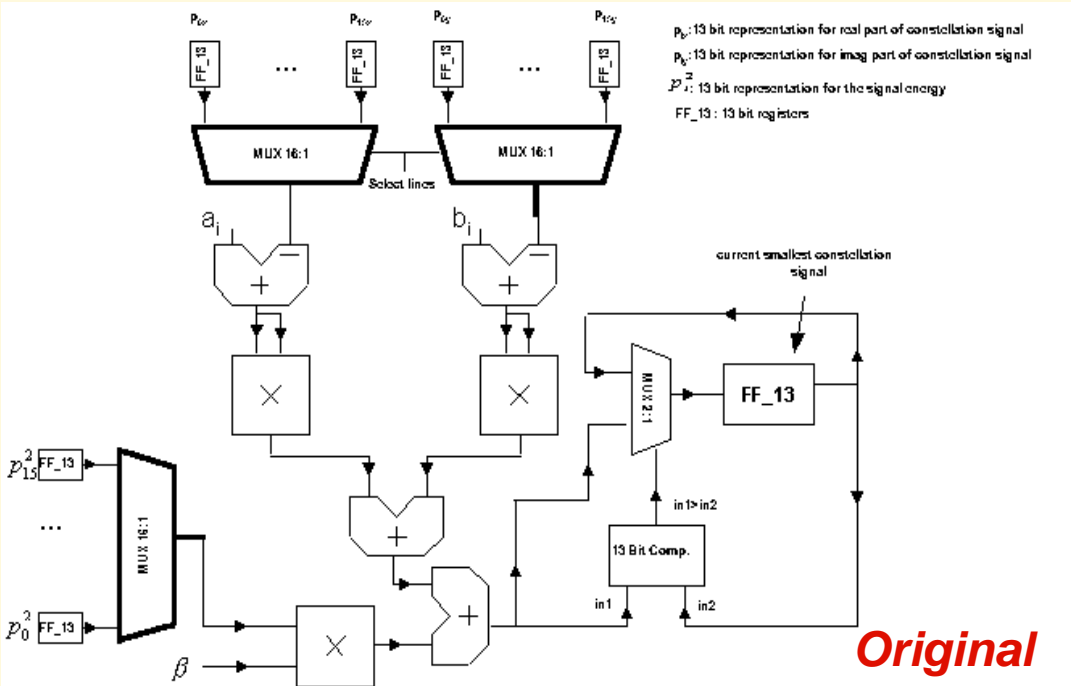 FF_13
...
FF_13
FF_13
...
FF_13
: 13 bit representation for real part of constellation signal
: 13 bit representation for imag part of constellation signal
: 13 bit representation for the signal energy
FF_13 : 13 bit registers
MUX 16:1
MUX 16:1
Select lines
aᵢ
bᵢ
−
+
−
+
current smallest constellation
signal
×
×
MUX 2:1
FF_13
p₁₅²
FF_13
...
MUX 16:1
p₀²
FF_13
+
in1>in2
13 Bit Comp.
in1
in2
+
×
β
Original